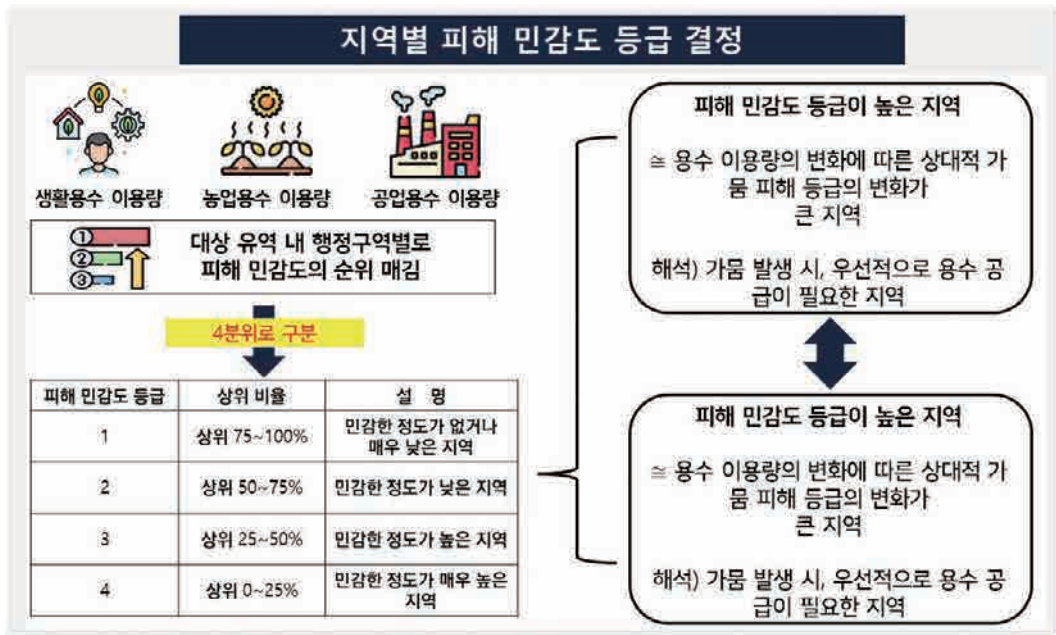 지역별 피해 민감도 등급 결정
생활용수 이용량
농업용수 이용량
공업용수 이용량
1
2
3
대상 유역 내 행정구역별로
피해 민감도의 순위 매김
4분위로 구분
피해 민감도 등급 상위 비율 설 명
1 상위 75~100% 민감한 정도가 없거나
매우 낮은 지역
2 상위 50~75% 민감한 정도가 낮은 지역
3 상위 25~50% 민감한 정도가 높은 지역
4 상위 0~25% 민감한 정도가 매우 높은
지역
피해 민감도 등급이 높은 지역
≅ 용수 이용량의 변화에 따른 상대적 가
뭄 피해 등급의 변화가
큰 지역
해석) 가뭄 발생 시, 우선적으로 용수 공
급이 필요한 지역
피해 민감도 등급이 높은 지역
≅ 용수 이용량의 변화에 따른 상대적 가
뭄 피해 등급의 변화가
큰 지역
해석) 가뭄 발생 시, 우선적으로 용수 공
급이 필요한 지역